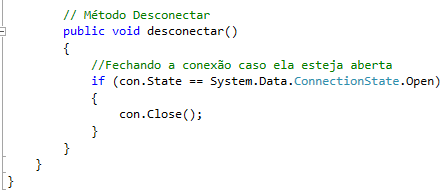 // Método Desconectar
public void desconectar()
{
//Fechando a conexão caso ela esteja aberta
if (con.State == System.Data.ConnectionState.Open)
{
con.Close();
}
}
}
}